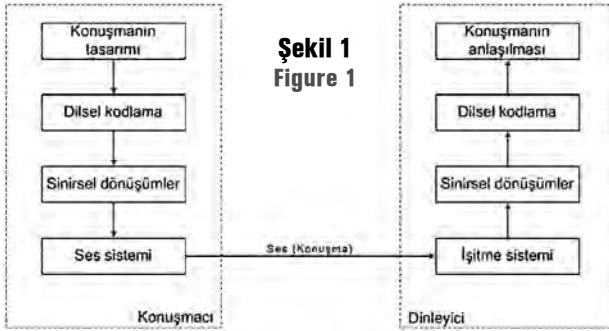 Konuşmanın
tasarımı
Dilsel kodlama
Sinirsel dönüşümler
Ses sistemi
Konuşmacı
Şekil 1
Figure 1
Ses (Konuşma)
Konuşmanın
anlaşılması
Dilsel kodlama
Sinirsel dönüşümler
İşitme sistemi
Dinleyici